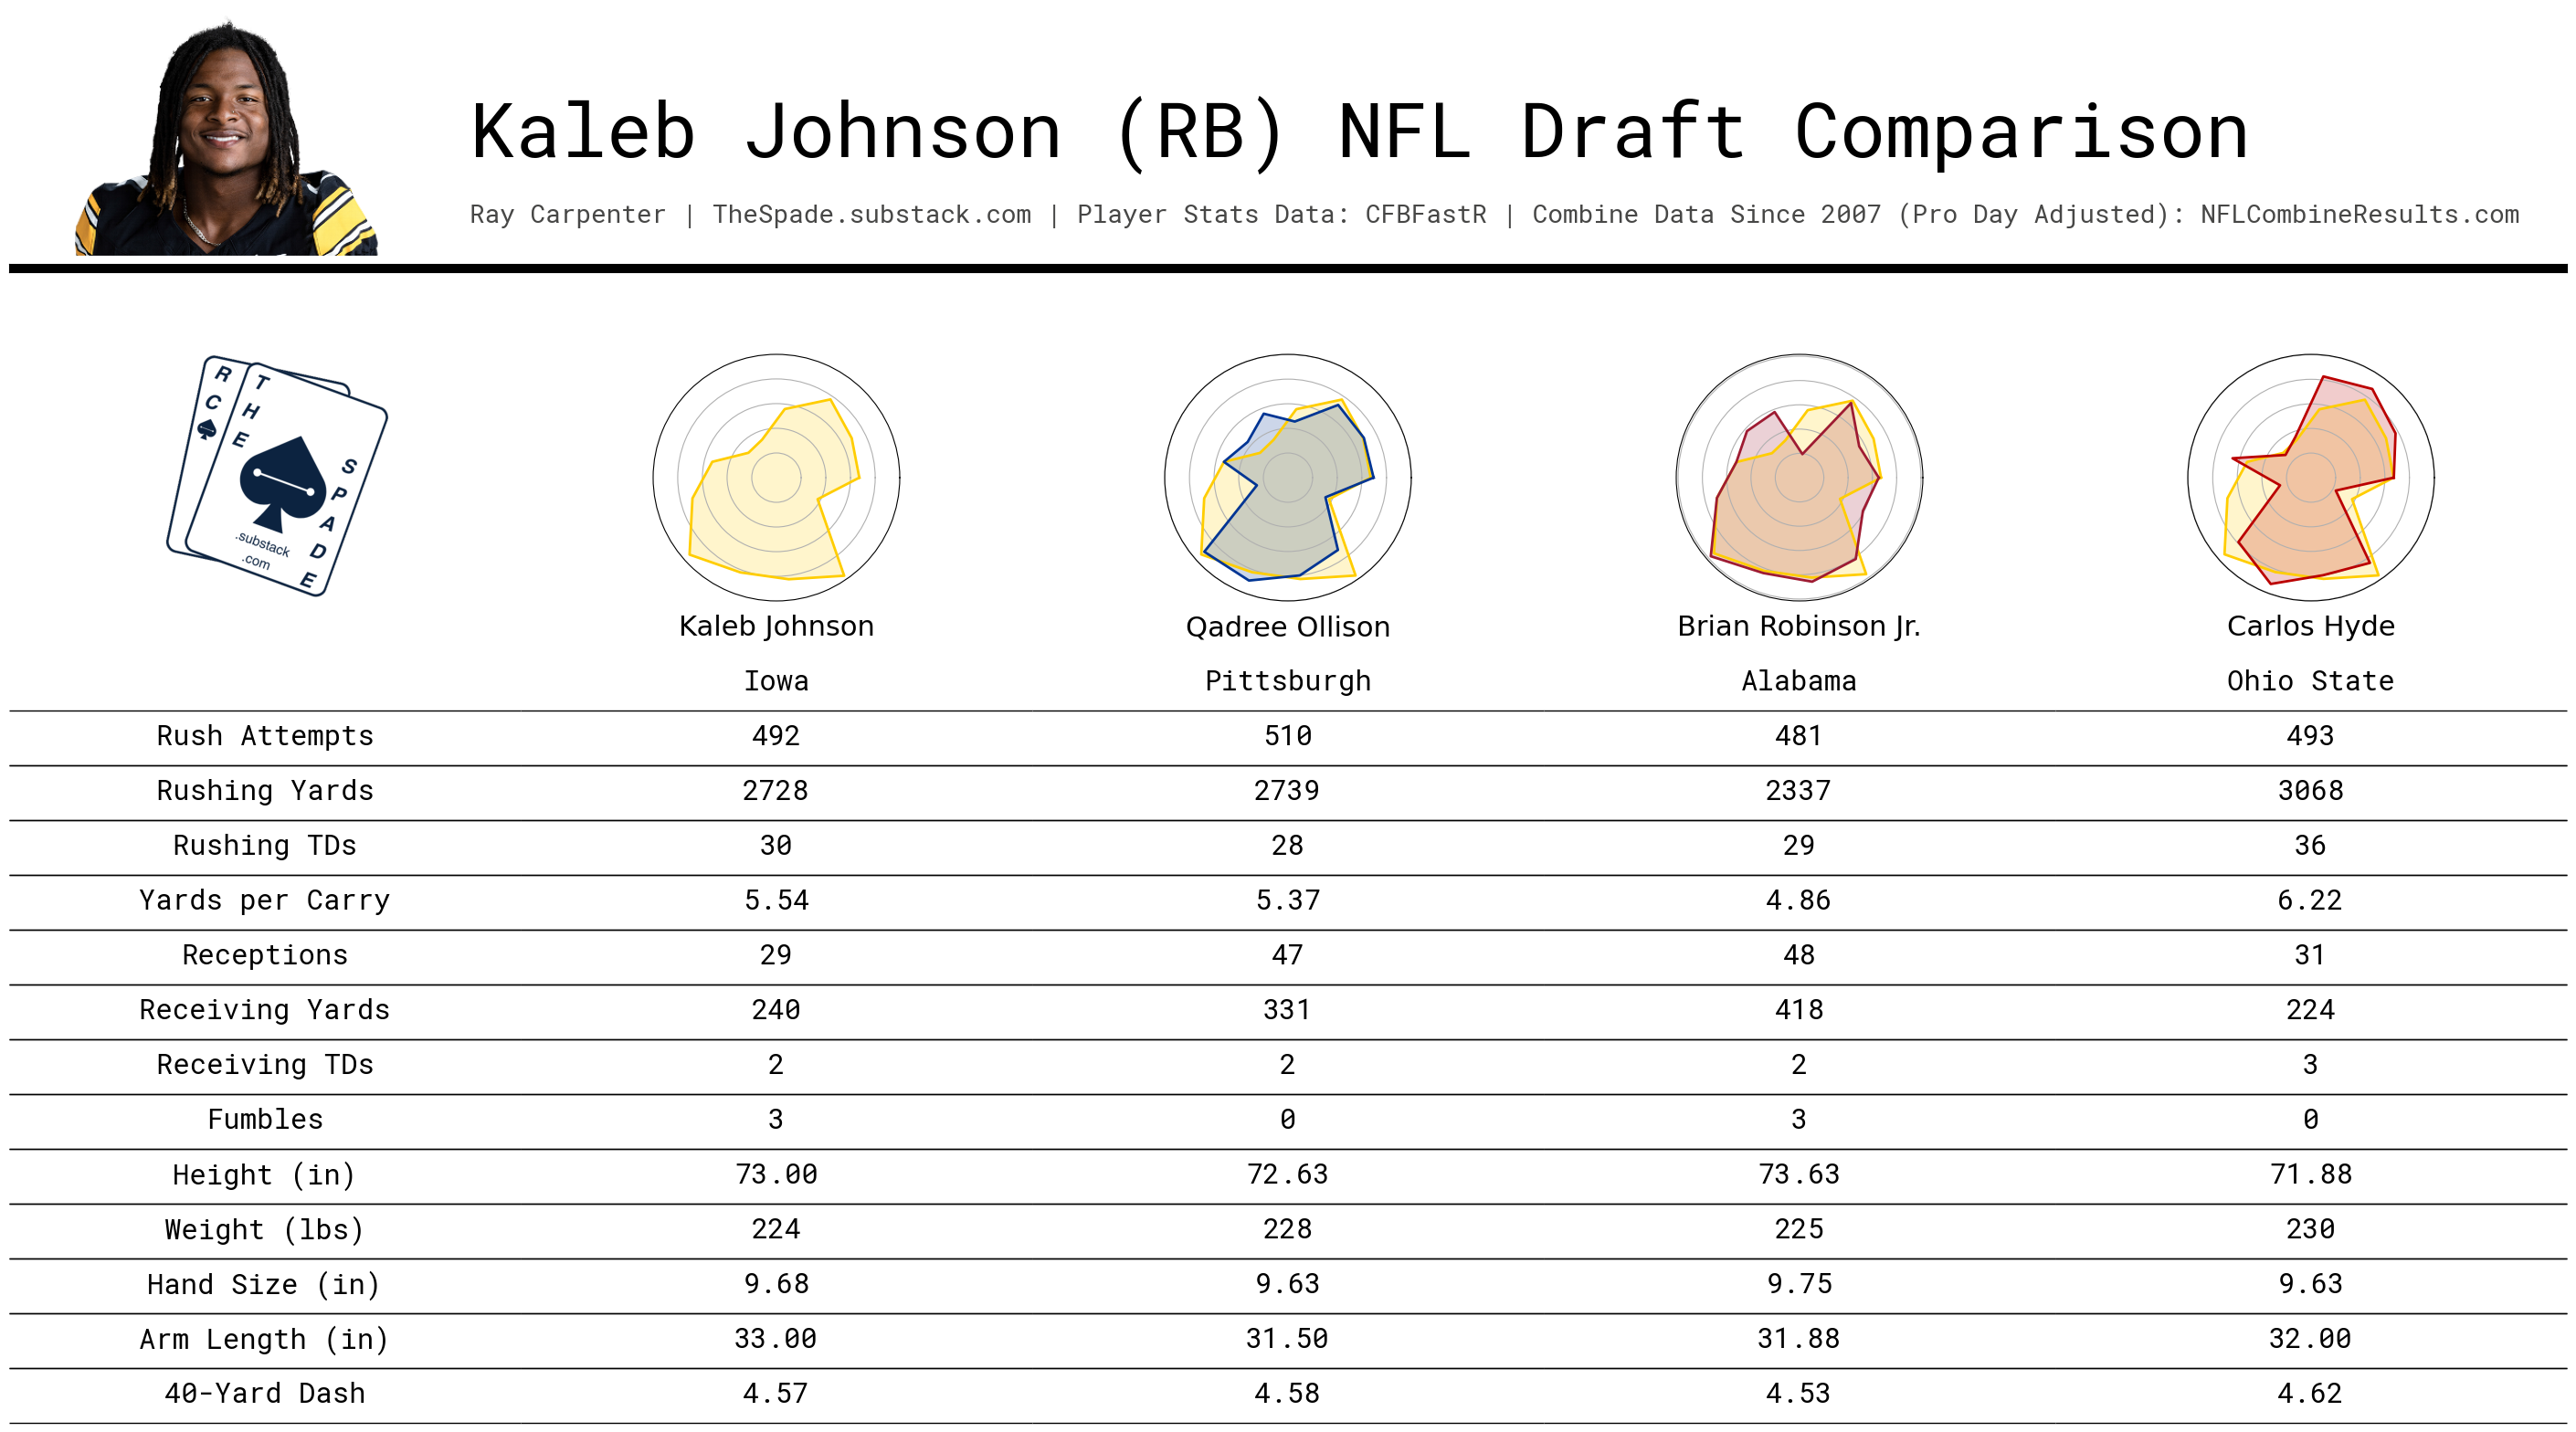 Kaleb Johnson (RB) NFL Draft Comparison
Ray Carpenter | TheSpade.substack.com | Player Stats Data: CFBFastR | Combine Data Since 2007 (Pro Day Adjusted): NFLCombineResults.com
R C
THE SPADE
.substack
.com
Kaleb Johnson Qadree Ollison Brian Robinson Jr. Carlos Hyde
Iowa Pittsburgh Alabama Ohio State
Rush Attempts 492 510 481 493
Rushing Yards 2728 2739 2337 3068
Rushing TDs 30 28 29 36
Yards per Carry 5.54 5.37 4.86 6.22
Receptions 29 47 48 31
Receiving Yards 240 331 418 224
Receiving TDs 2 2 2 3
Fumbles 3 0 3 0
Height (in) 73.00 72.63 73.63 71.88
Weight (lbs) 224 228 225 230
Hand Size (in) 9.68 9.63 9.75 9.63
Arm Length (in) 33.00 31.50 31.88 32.00
40-Yard Dash 4.57 4.58 4.53 4.62